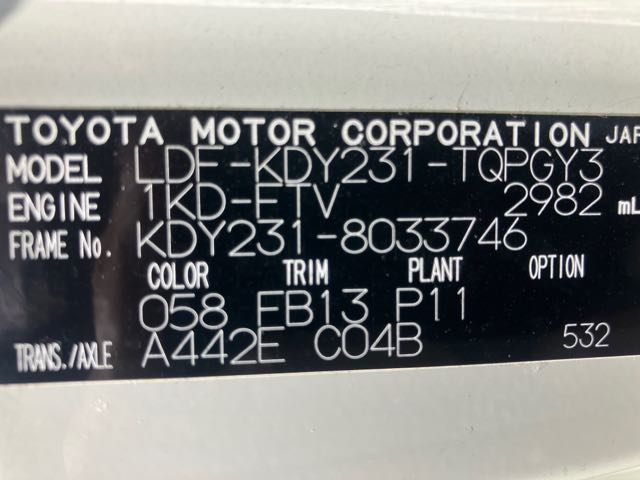 TOYOTA MOTOR CORPORATION JAP
MODEL LDF-KDY231-TQPGY3
ENGINE 1KD-FTV 2982 mL
FRAME No. KDY231-8033746
COLOR TRIM PLANT OPTION
058 FB13 P11
TRANS./AXLE A442E C04B 532